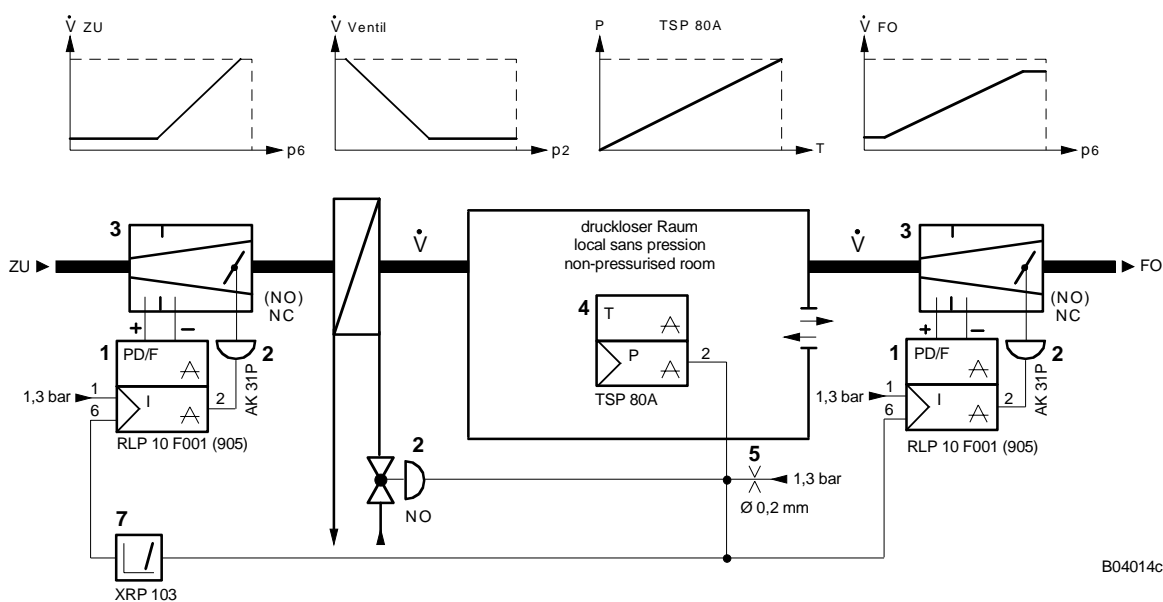 V̇ ZU
p6
V̇ Ventil
p2
P
TSP 80A
T
V̇ FO
p6
3
ZU
V̇
druckloser Raum
local sans pression
non-pressurised room
V̇
3
FO
(NO)
NC
+
–
1
PD/F
2
AK 31P
1,3 bar
1
6
I
2
RLP 10 F001 (905)
4
T
P
2
TSP 80A
(NO)
NC
+
–
1
PD/F
2
AK 31P
1,3 bar
1
6
I
2
RLP 10 F001 (905)
2
NO
5
1,3 bar
Ø 0,2 mm
7
XRP 103
B04014c